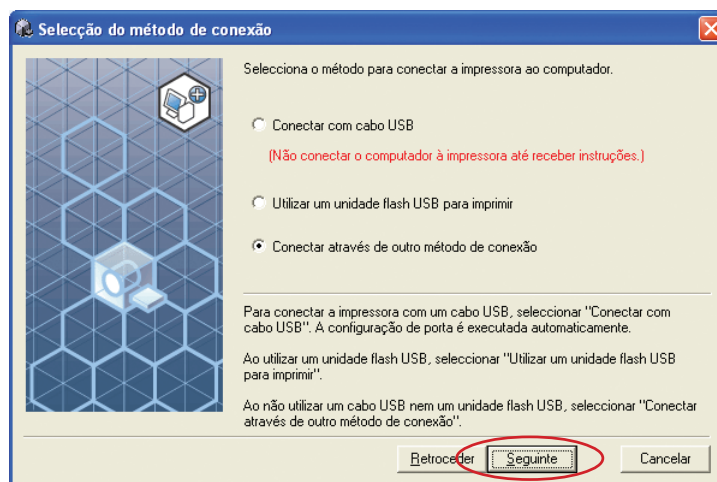 Selecção do método de conexão
Selecciona o método para conectar a impressora ao computador.
Conectar com cabo USB
(Não conectar o computador à impressora até receber instruções.)
Utilizar um unidade flash USB para imprimir
Conectar através de outro método de conexão
Para conectar a impressora com um cabo USB, seleccionar "Conectar com
cabo USB". A configuração de porta é executada automaticamente.
Ao utilizar um unidade flash USB, seleccionar "Utilizar um unidade flash USB
para imprimir".
Ao não utilizar um cabo USB nem um unidade flash USB, seleccionar "Conectar
através de outro método de conexão".
Retroceder Seguinte Cancelar